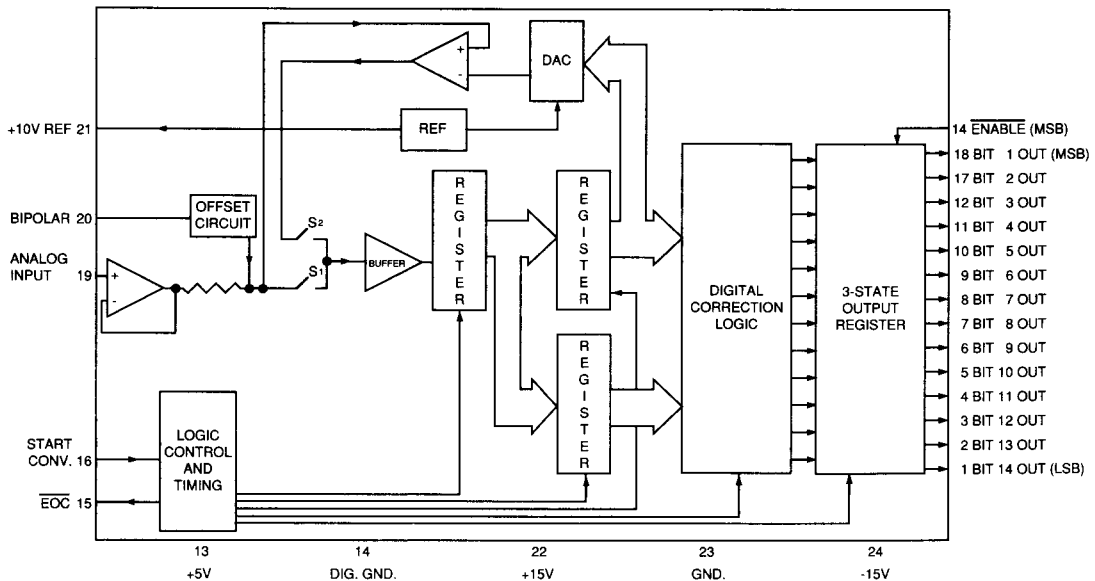 DAC
+10V REF 21
REF
14 ENABLE (MSB)
18 BIT 1 OUT (MSB)
17 BIT 2 OUT
12 BIT 3 OUT
11 BIT 4 OUT
10 BIT 5 OUT
9 BIT 6 OUT
8 BIT 7 OUT
7 BIT 8 OUT
6 BIT 9 OUT
5 BIT 10 OUT
4 BIT 11 OUT
3 BIT 12 OUT
2 BIT 13 OUT
1 BIT 14 OUT (LSB)
BIPOLAR 20
OFFSET
CIRCUIT
ANALOG
INPUT 19
+
-
+
-
S2
S1
BUFFER
REGISTER
REGISTER
REGISTER
DIGITAL
CORRECTION
LOGIC
3-STATE
OUTPUT
REGISTER
START
CONV. 16
EOC 15
LOGIC
CONTROL
AND
TIMING
13
+5V
14
DIG. GND.
22
+15V
23
GND.
24
-15V